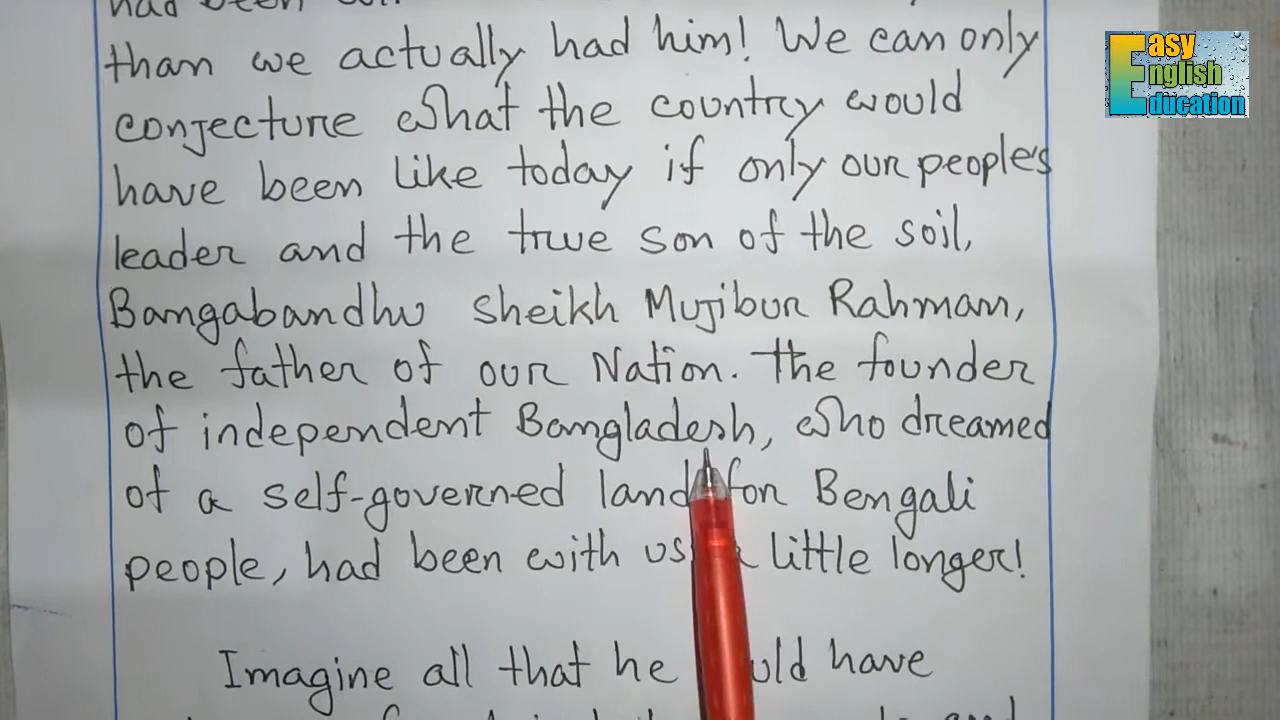 had been
than we actually had him! We can only
conjecture what the country would
have been like today if only our people's
leader and the true son of the soil,
Bangabandhu Sheikh Mujibur Rahman,
the father of our Nation. The founder
of independent Bangladesh, who dreamed
of a self-governed land for Bengali
people, had been with us little longer!
Imagine all that he have
Easy
English
Education